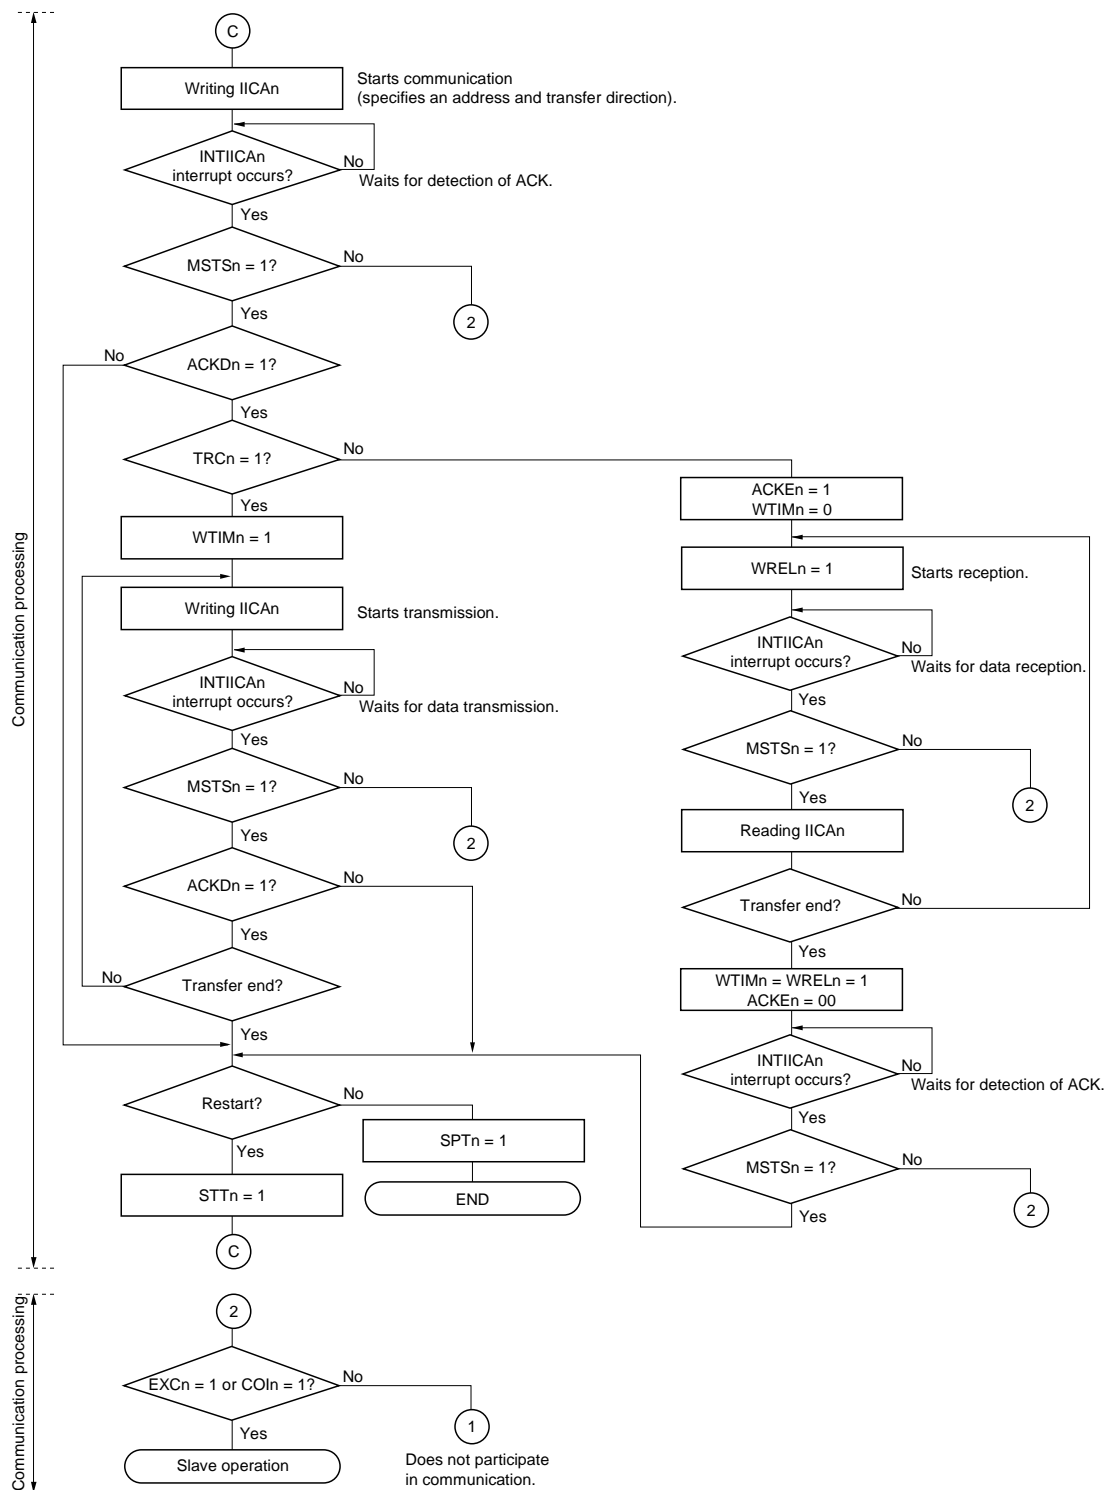 C
Writing IICAn
Starts communication
(specifies an address and transfer direction).
INTIICAn
interrupt occurs?
No
Waits for detection of ACK.
Yes
MSTSn = 1?
No
2
Yes
ACKDn = 1?
No
Yes
TRCn = 1?
No
Yes
WTIMn = 1
Writing IICAn
Starts transmission.
INTIICAn
interrupt occurs?
No
Waits for data transmission.
Yes
MSTSn = 1?
No
2
Yes
ACKDn = 1?
No
Yes
Transfer end?
No
Yes
Restart?
No
SPTn = 1
END
Yes
STTn = 1
C
ACKEn = 1
WTIMn = 0
WRELn = 1
Starts reception.
INTIICAn
interrupt occurs?
No
Waits for data reception.
Yes
MSTSn = 1?
No
2
Yes
Reading IICAn
Transfer end?
No
Yes
WTIMn = WRELn = 1
ACKEn = 00
INTIICAn
interrupt occurs?
No
Waits for detection of ACK.
Yes
MSTSn = 1?
No
2
Yes
Communication processing
2
EXCn = 1 or COIn = 1?
No
1
Does not participate
in communication.
Yes
Slave operation
Communication processing